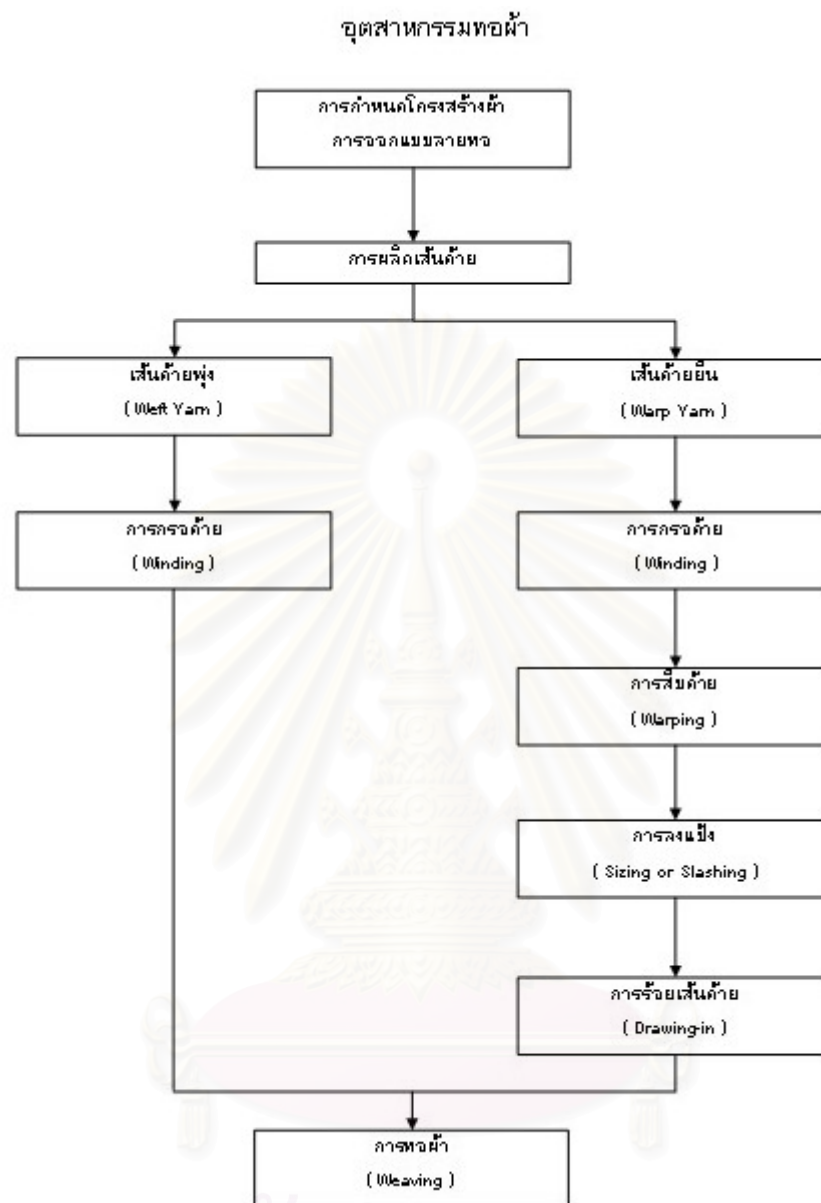 อุตสาหกรรมทอผ้า
การกำหนดโครงสร้างผ้า
การออกแบบลายทอ
การผลิตเส้นด้าย
เส้นด้ายพุ่ง
( Weft Yarn )
เส้นด้ายยืน
( Warp Yarn )
การกรอด้าย
( Winding )
การกรอด้าย
( Winding )
การสืบด้าย
( Warping )
การลงแป้ง
( Sizing or Slashing )
การร้อยเส้นด้าย
( Drawing-in )
การทอผ้า
( Weaving )